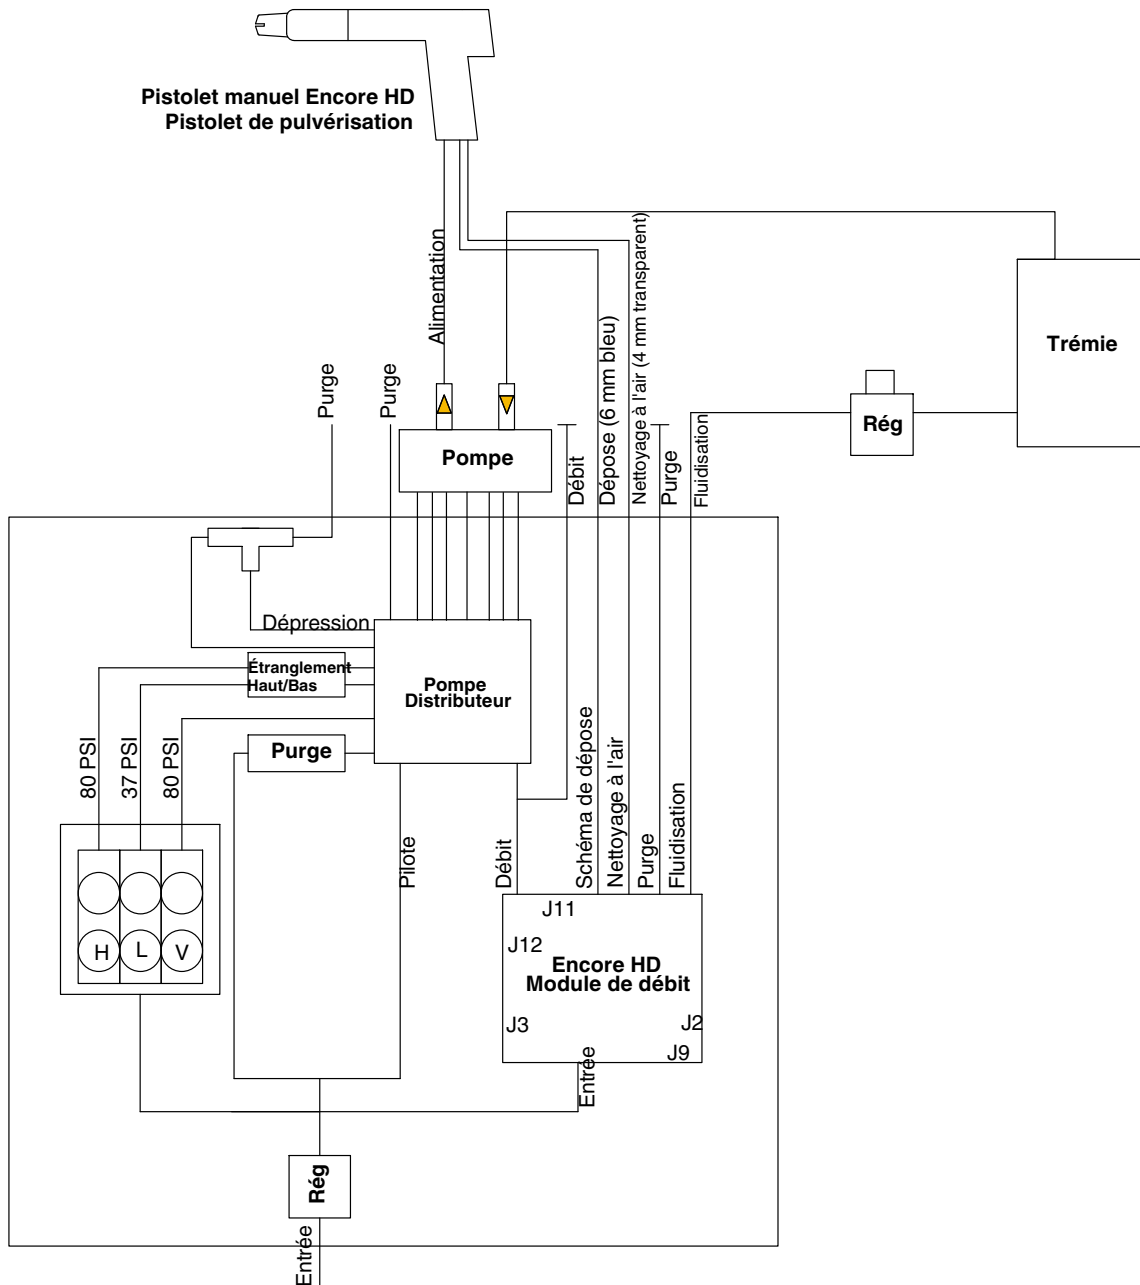 Pistolet manuel Encore HD
Pistolet de pulvérisation
Alimentation
Purge
Purge
Pompe
Débit
Dépose (6 mm bleu)
Nettoyage à l'air (4 mm transparent)
Purge
Fluidisation
Rég
Trémie
Dépression
Étranglement
Haut/Bas
Pompe
Distributeur
Purge
80 PSI
37 PSI
80 PSI
Pilote
Débit
Schéma de dépose
Nettoyage à l'air
Purge
Fluidisation
H
L
V
J11
J12
Encore HD
Module de débit
J3
J2
J9
Entrée
Rég
Entrée